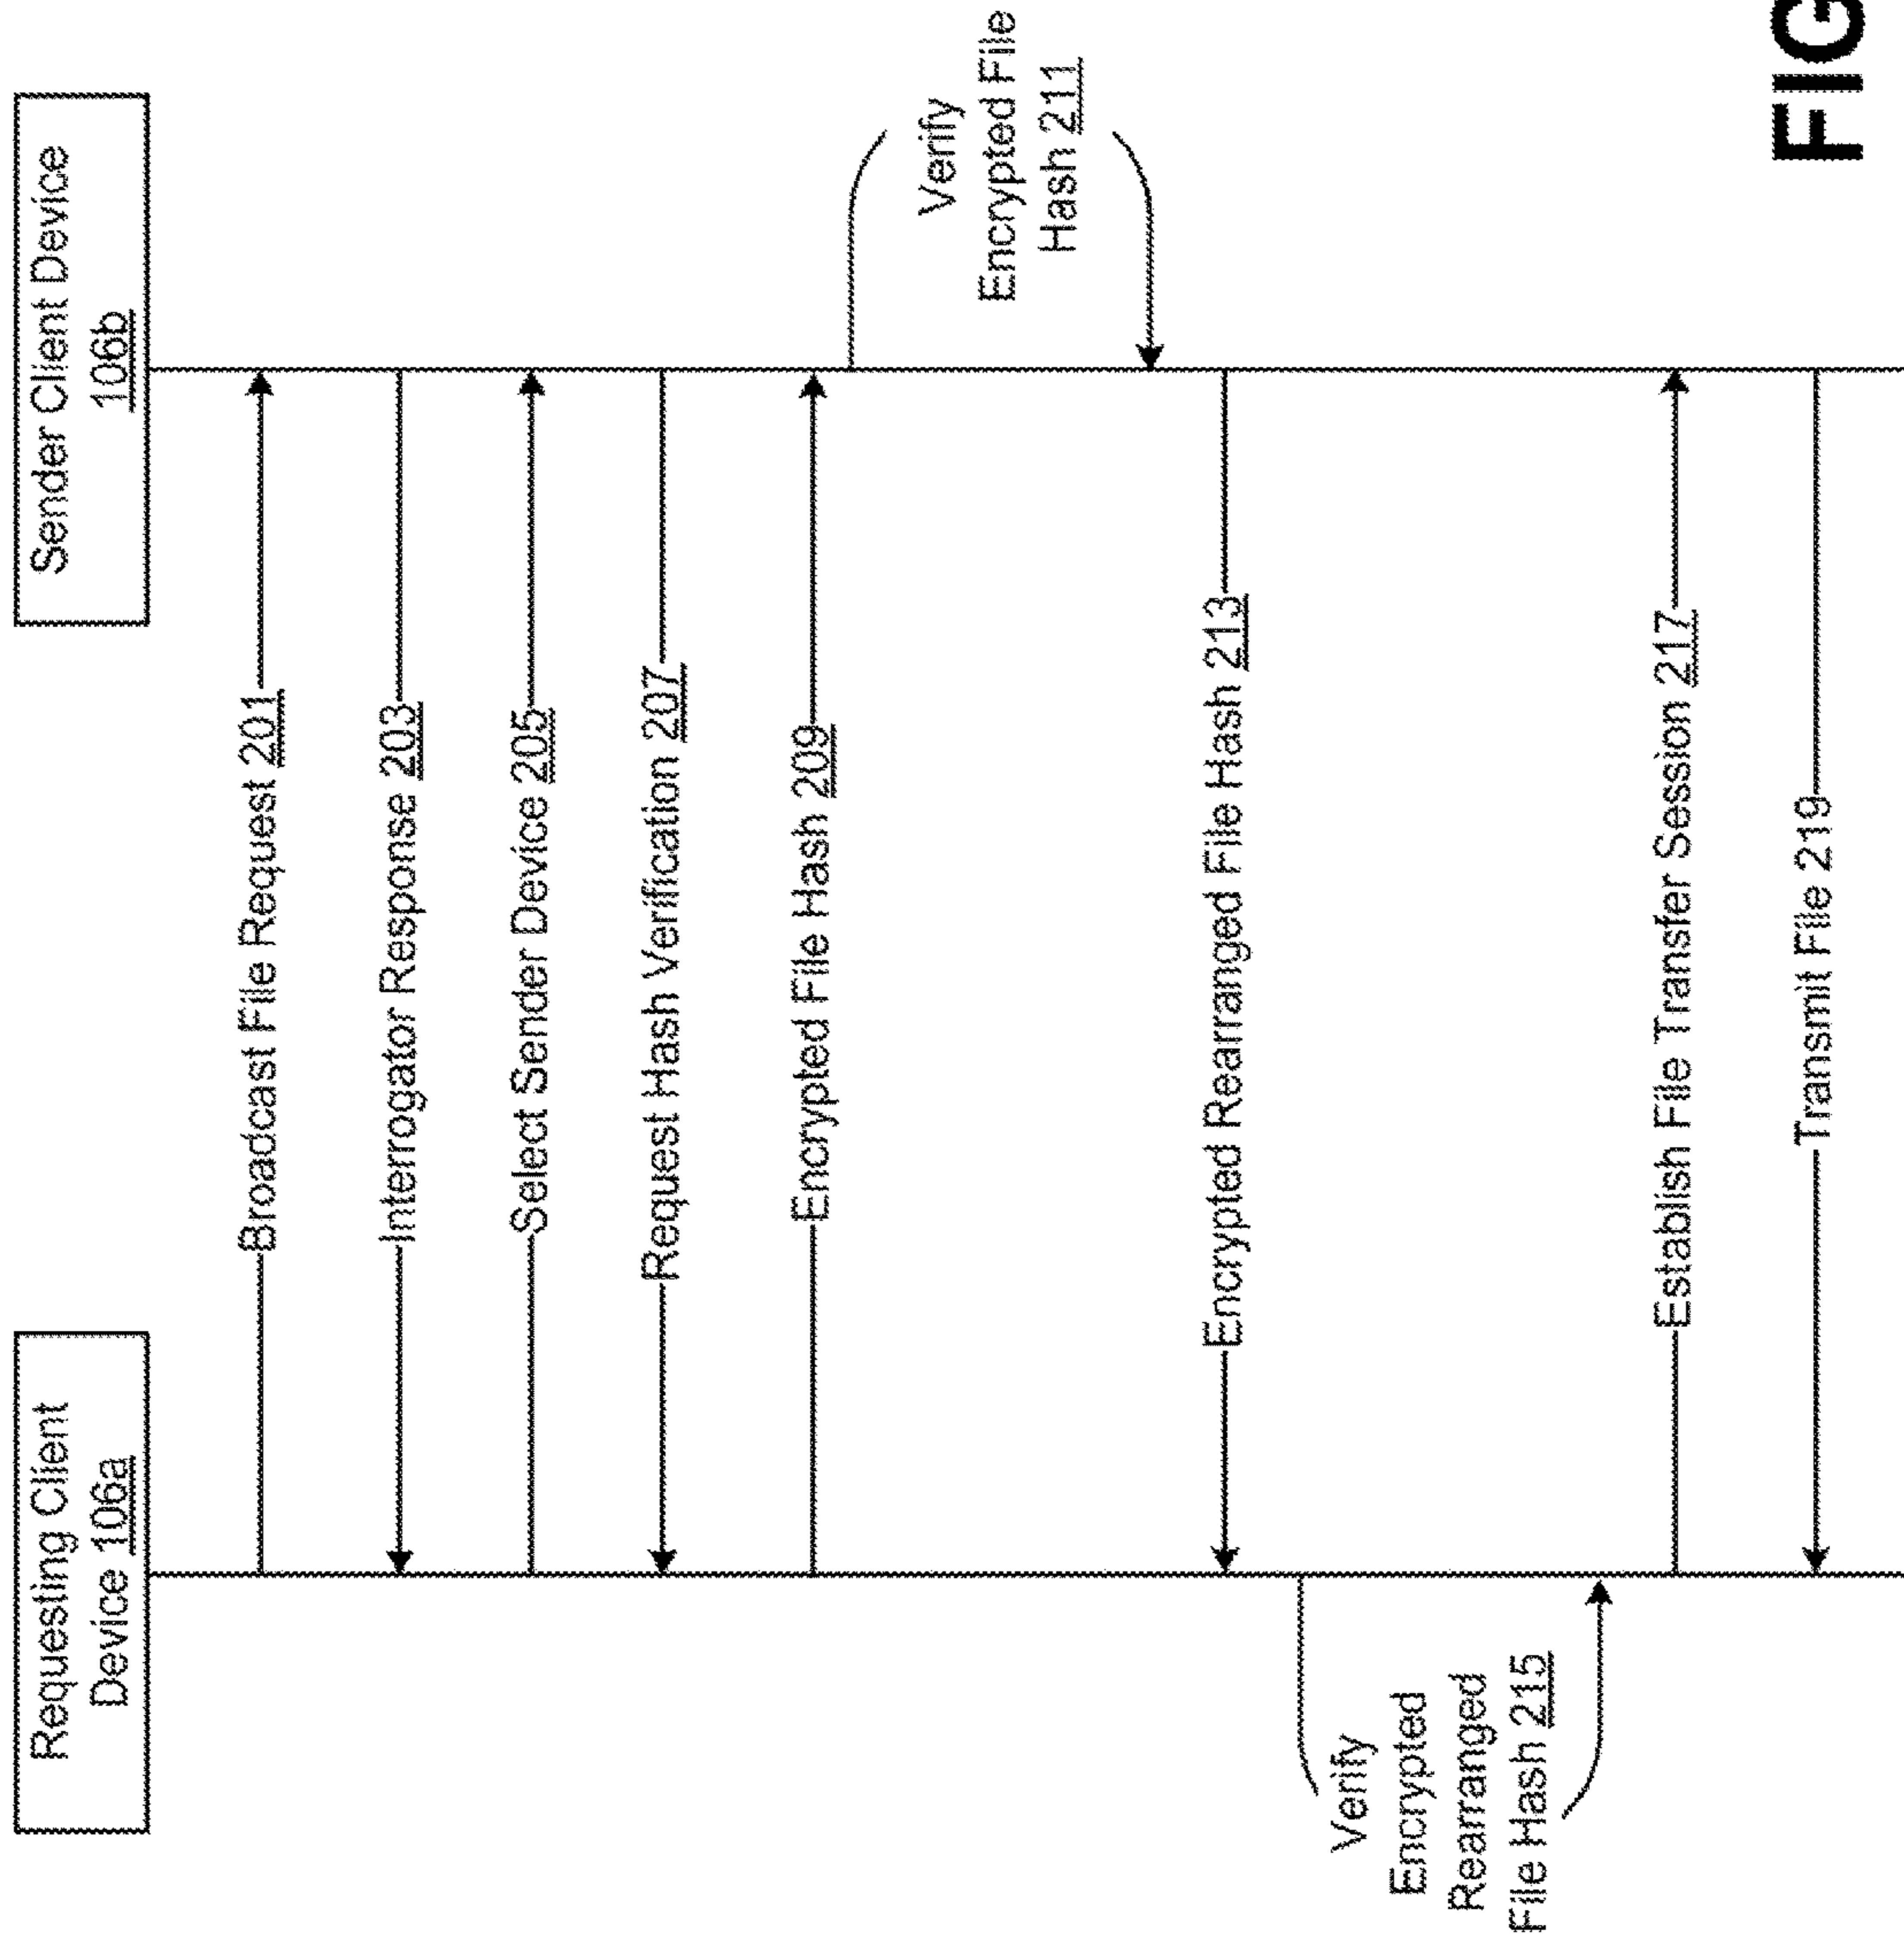 Requesting Client
Device 106a
Sender Client Device
106b
Broadcast File Request 201
Interrogator Response 203
Select Sender Device 205
Request Hash Verification 207
Encrypted File Hash 209
Verify
Encrypted File
Hash 211
Encrypted Rearranged File Hash 213
Verify
Encrypted
Rearranged
File Hash 215
Establish File Transfer Session 217
Transmit File 219
FIG